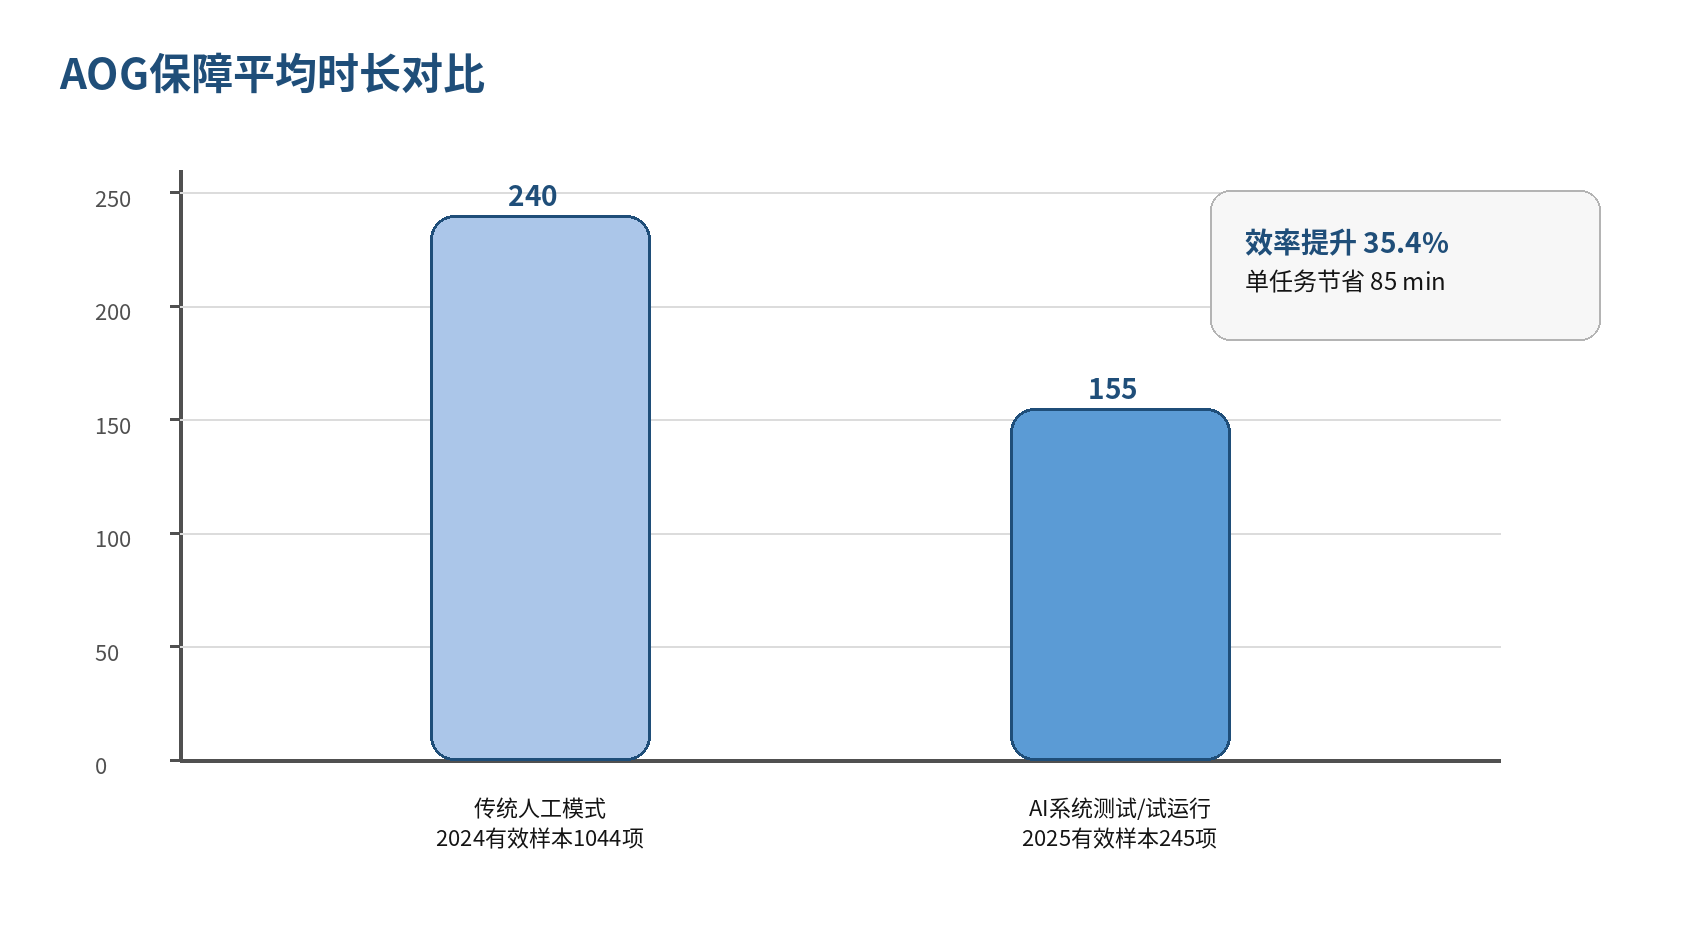 AOG保障平均时长对比
250
200
150
100
50
0
240
155
效率提升 35.4%
单任务节省 85 min
传统人工模式
2024有效样本1044项
AI系统测试/试运行
2025有效样本245项